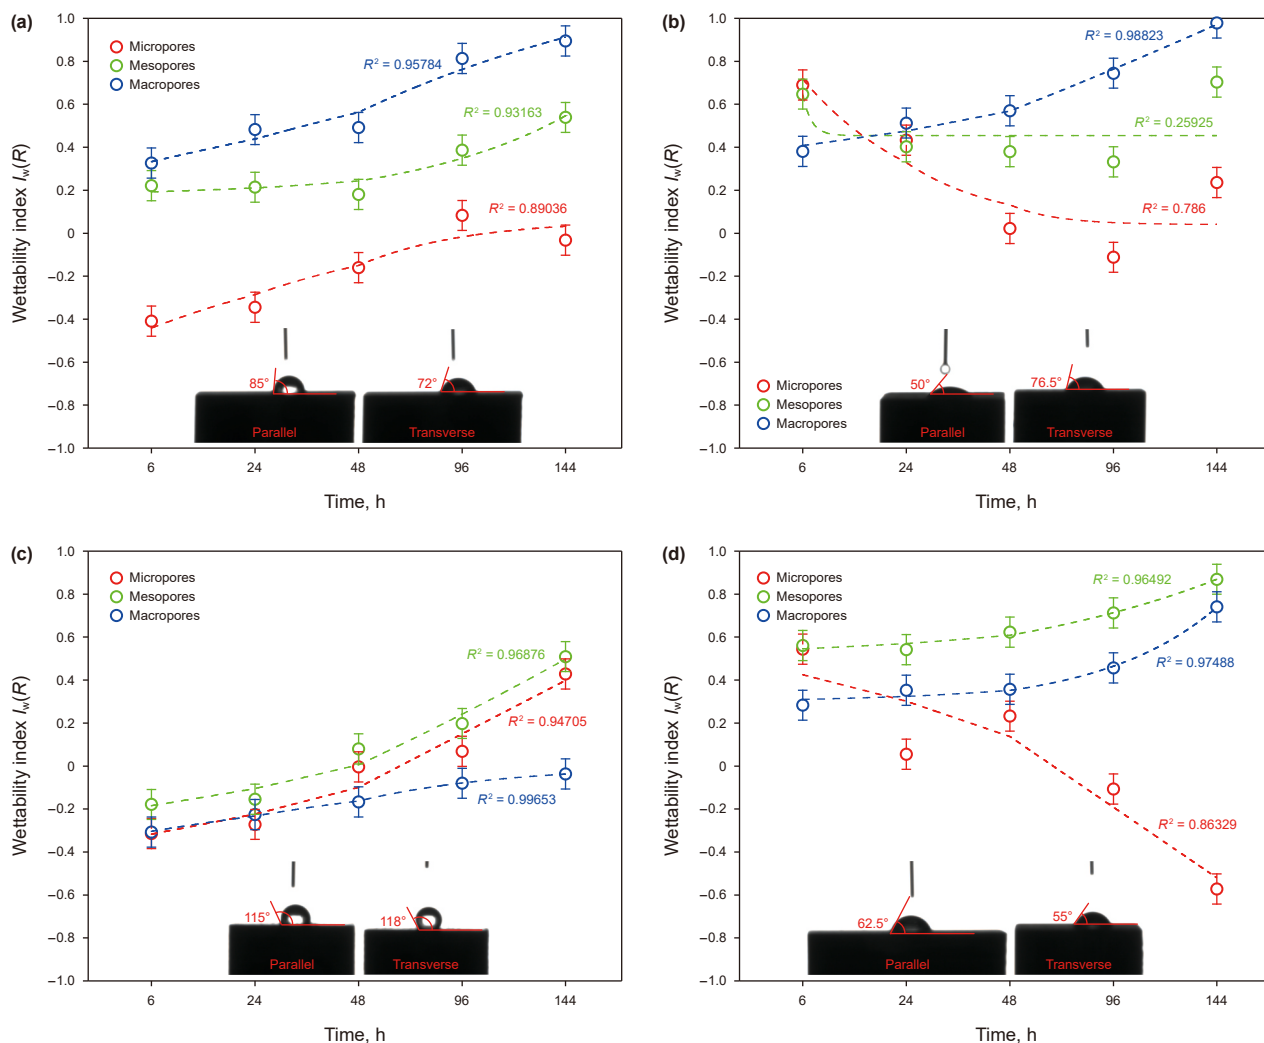 (a)
1.0
0.8
0.6
0.4
0.2
0
−0.2
−0.4
−0.6
−0.8
−1.0
Wettability index Iw(R)
Micropores
Mesopores
Macropores
R² = 0.95784
R² = 0.93163
R² = 0.89036
85°
72°
Parallel
Transverse
6 24 48 96 144
Time, h
(b)
1.0
0.8
0.6
0.4
0.2
0
−0.2
−0.4
−0.6
−0.8
−1.0
Wettability index Iw(R)
R² = 0.98823
R² = 0.25925
R² = 0.786
Micropores
Mesopores
Macropores
50°
76.5°
Parallel
Transverse
6 24 48 96 144
Time, h
(c)
1.0
0.8
0.6
0.4
0.2
0
−0.2
−0.4
−0.6
−0.8
−1.0
Wettability index Iw(R)
Micropores
Mesopores
Macropores
R² = 0.96876
R² = 0.94705
R² = 0.99653
115°
118°
Parallel
Transverse
6 24 48 96 144
Time, h
(d)
1.0
0.8
0.6
0.4
0.2
0
−0.2
−0.4
−0.6
−0.8
−1.0
Wettability index Iw(R)
Micropores
Mesopores
Macropores
R² = 0.96492
R² = 0.97488
R² = 0.86329
62.5°
55°
Parallel
Transverse
6 24 48 96 144
Time, h